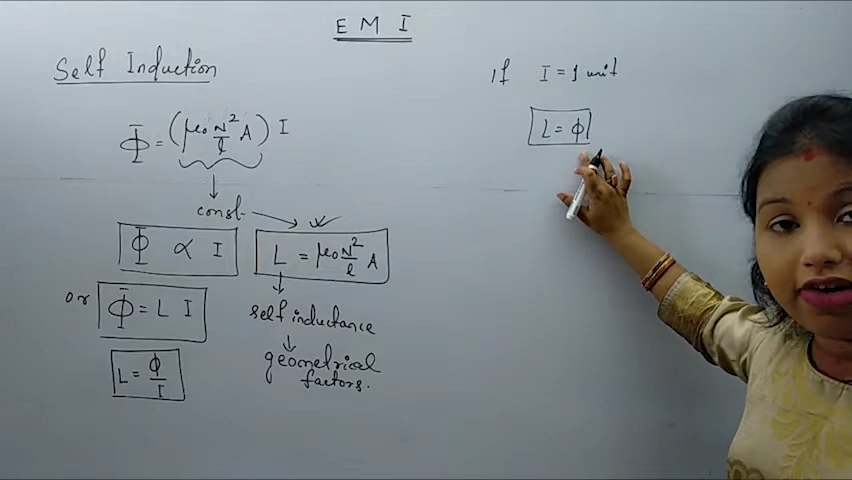 E M I
Self Induction
Φ = (μ₀ N²/l A) I
const.
Φ ∝ I
L = μ₀ N²/l A
or Φ = L I
self inductance
L = Φ/I
geometrical
factors.
If I = 1 unit
L = Φ